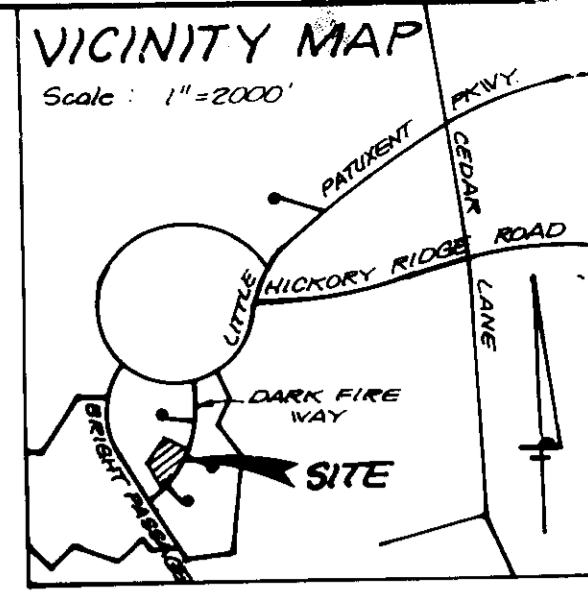 VICINITY MAP
Scale : 1"=2000'
PATUXENT PKWY.
CEDAR LANE
LITTLE
HICKORY RIDGE ROAD
DARK FIRE
WAY
BRIGHT PASSAGE
SITE